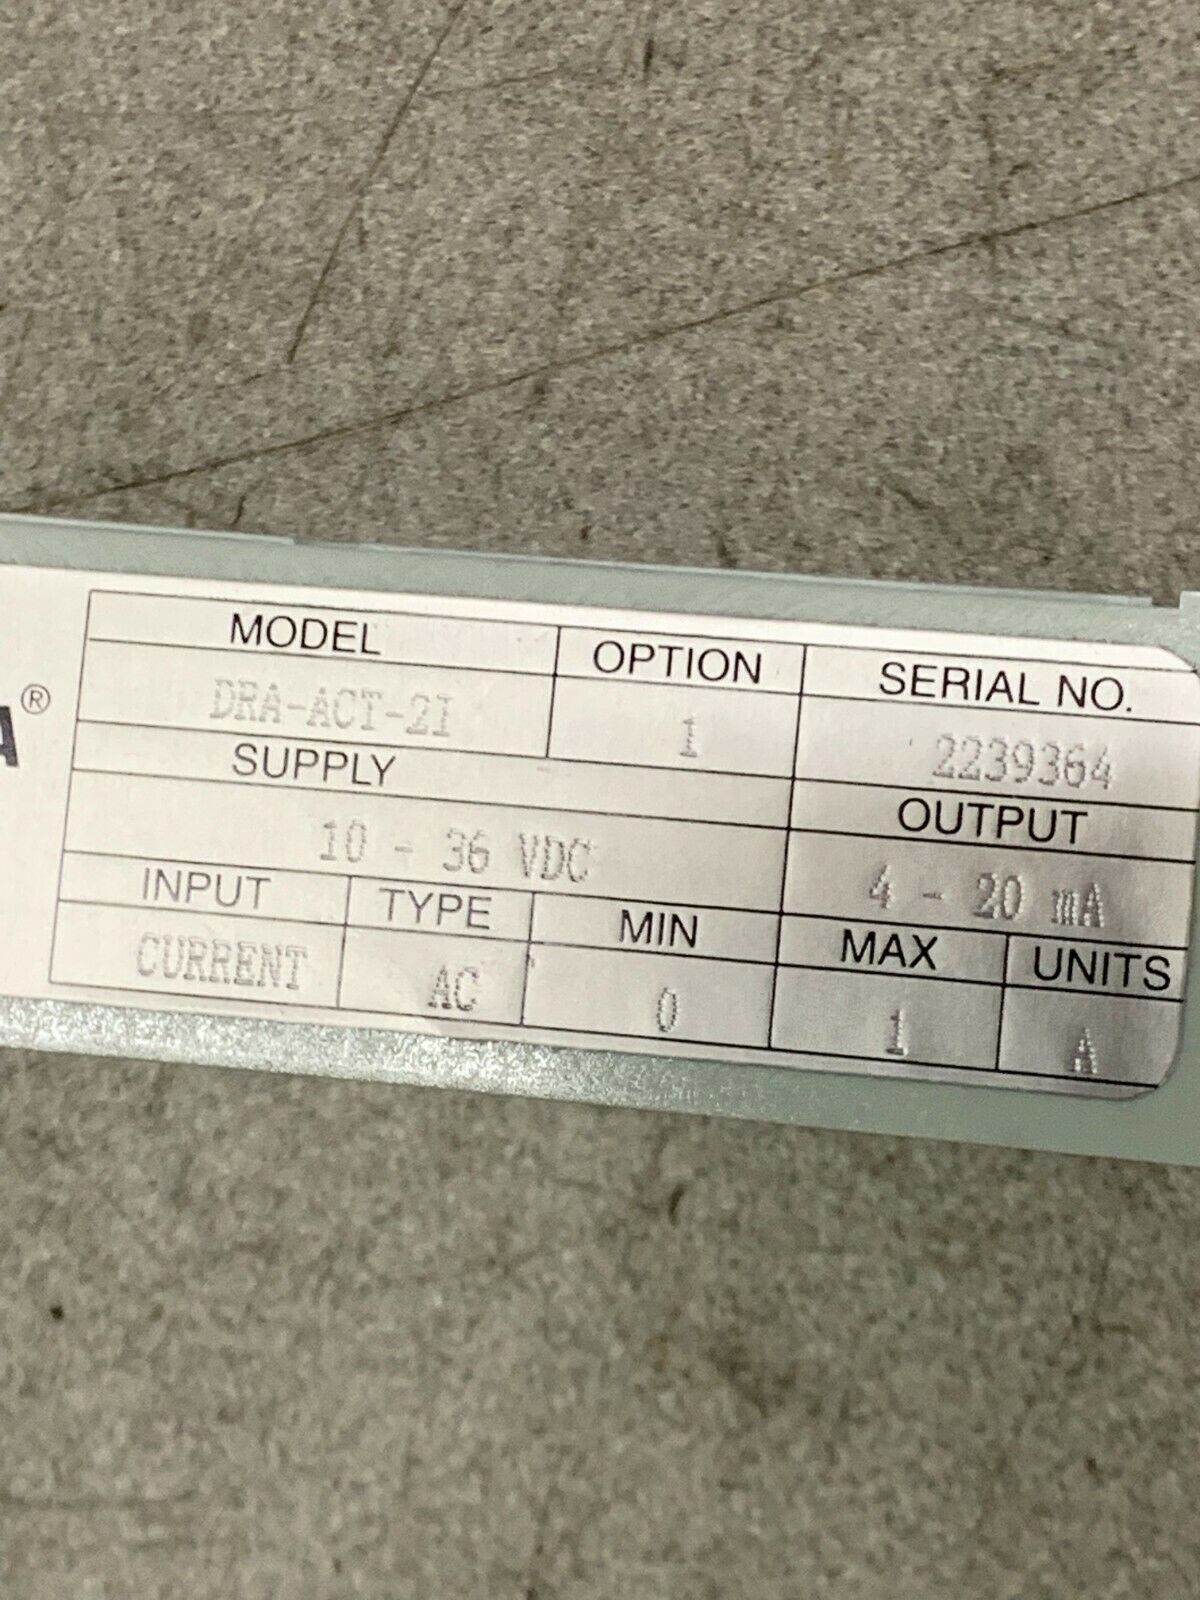 A®
MODEL OPTION SERIAL NO.
DRA-ACT-2I 1 2239364
SUPPLY OUTPUT
10 - 36 VDC 4 - 20 mA
INPUT TYPE MIN MAX UNITS
CURRENT AC 0 1 A